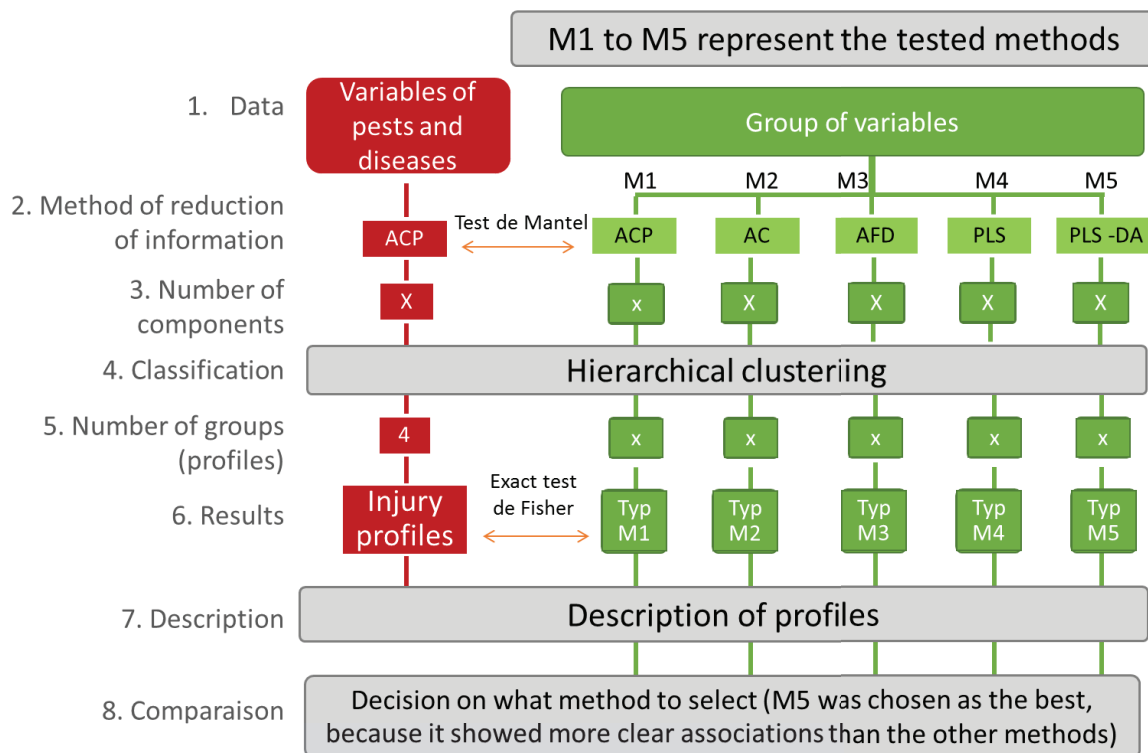 M1 to M5 represent the tested methods
1. Data
Variables of
pests and
diseases
Group of variables
M1 M2 M3 M4 M5
2. Method of reduction
of information
ACP
Test de Mantel
ACP AC AFD PLS PLS -DA
3. Number of
components
X x X X X X
4. Classification
Hierarchical clusteriing
5. Number of groups
(profiles)
4 x x x x x
6. Results
Injury
profiles
Exact test
de Fisher
Typ
M1
Typ
M2
Typ
M3
Typ
M4
Typ
M5
7. Description
Description of profiles
8. Comparaison
Decision on what method to select (M5 was chosen as the best,
because it showed more clear associations than the other methods)